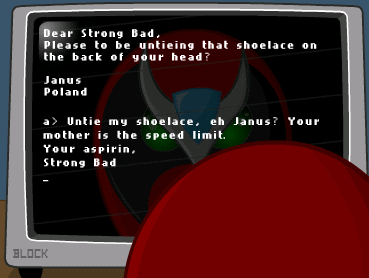 Dear Strong Bad,
Please to be untieing that shoelace on
the back of your head?
Janus
Poland
a> Untie my shoelace, eh Janus? Your
mother is the speed limit.
Your aspirin,
Strong Bad
_
BLOCK